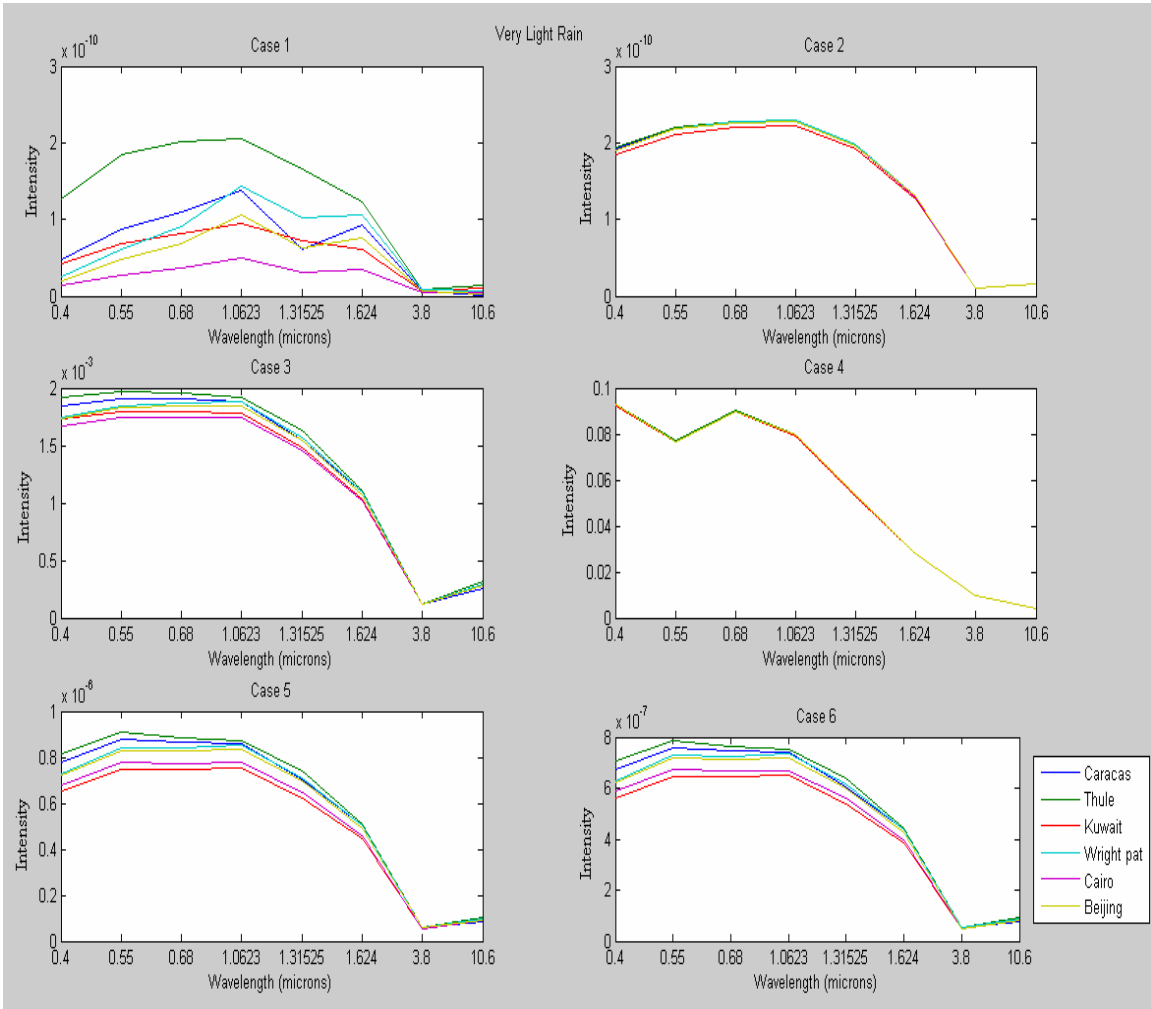 Very Light Rain
x 10^-10
Case 1
3
2
1
0
Intensity
0.4 0.55 0.68 1.0623 1.31525 1.624 3.8 10.6
Wavelength (microns)
x 10^-10
Case 2
3
2
1
0
Intensity
0.4 0.55 0.68 1.0623 1.31525 1.624 3.8 10.6
Wavelength (microns)
x 10^-3
Case 3
2
1.5
1
0.5
0
Intensity
0.4 0.55 0.68 1.0623 1.31525 1.624 3.8 10.6
Wavelength (microns)
Case 4
0.1
0.08
0.06
0.04
0.02
0
Intensity
0.4 0.55 0.68 1.0623 1.31525 1.624 3.8 10.6
Wavelength (microns)
x 10^-6
Case 5
1
0.8
0.6
0.4
0.2
0
Intensity
0.4 0.55 0.68 1.0623 1.31525 1.624 3.8 10.6
Wavelength (microns)
x 10^-7
Case 6
8
6
4
2
0
Intensity
0.4 0.55 0.68 1.0623 1.31525 1.624 3.8 10.6
Wavelength (microns)
Caracas
Thule
Kuwait
Wright pat
Cairo
Beijing